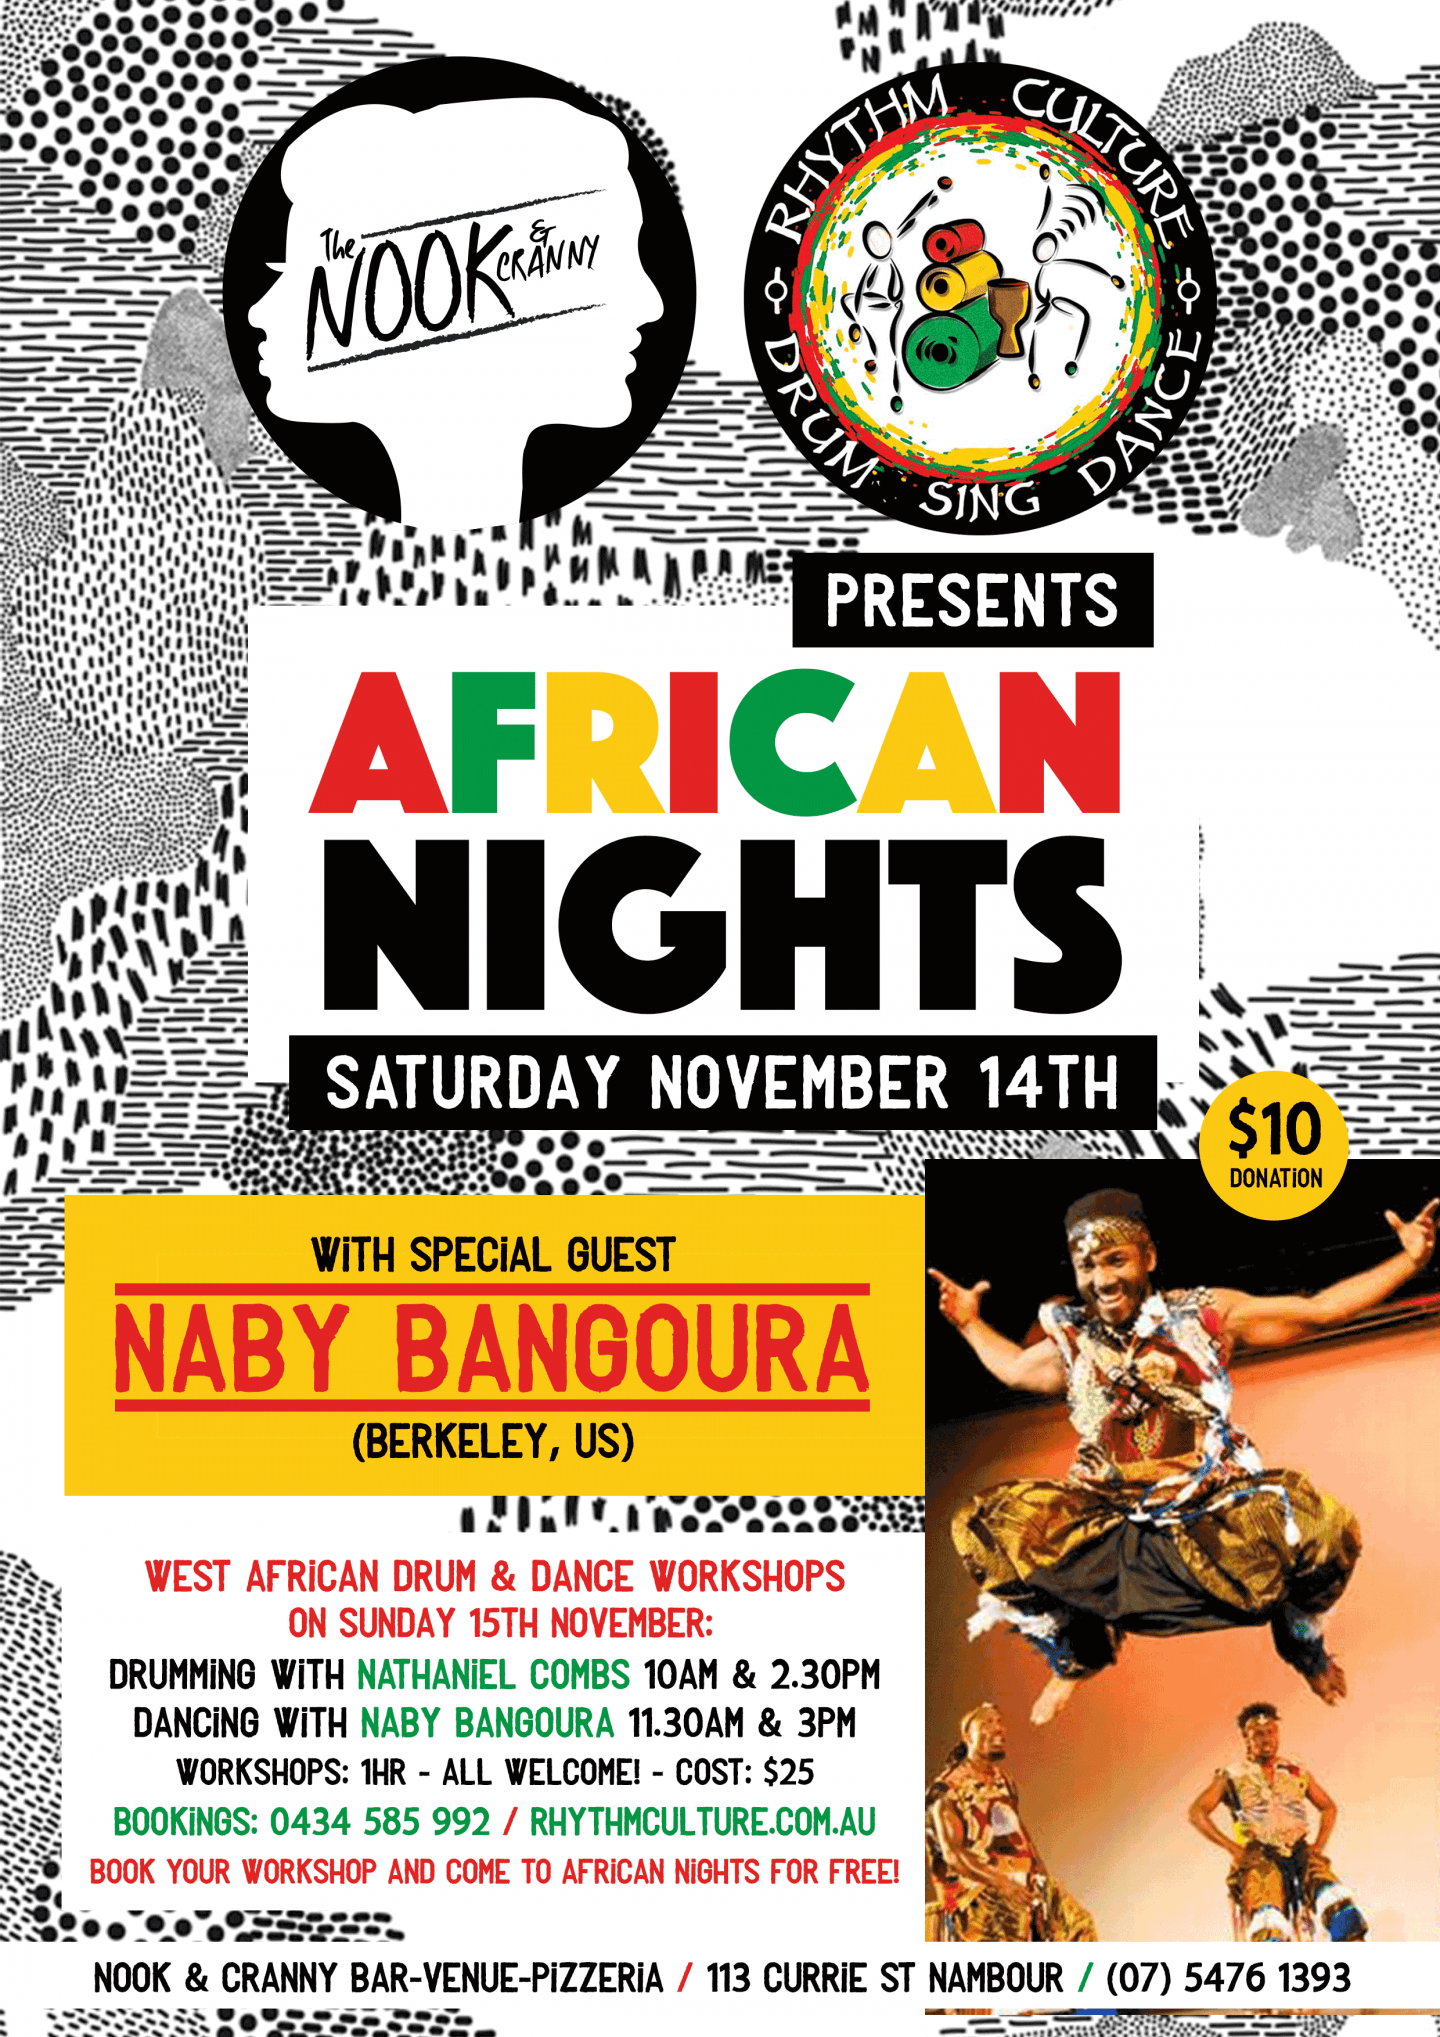 The
NOOK & CRANNY
RHYTHM CULTURE
DRUM SING DANCE
PRESENTS
AFRICAN
NIGHTS
SATURDAY NOVEMBER 14TH
$10
DONATION
WITH SPECIAL GUEST
NABY BANGOURA
(BERKELEY, US)
WEST AFRICAN DRUM & DANCE WORKSHOPS
ON SUNDAY 15TH NOVEMBER:
DRUMMING WITH NATHANIEL COMBS 10AM & 2.30PM
DANCING WITH NABY BANGOURA 11.30AM & 3PM
WORKSHOPS: 1HR - ALL WELCOME! - COST: $25
BOOKINGS: 0434 585 992 / RHYTHMCULTURE.COM.AU
BOOK YOUR WORKSHOP AND COME TO AFRICAN NIGHTS FOR FREE!
NOOK & CRANNY BAR-VENUE-PIZZERIA / 113 CURRIE ST NAMBOUR / (07) 5476 1393